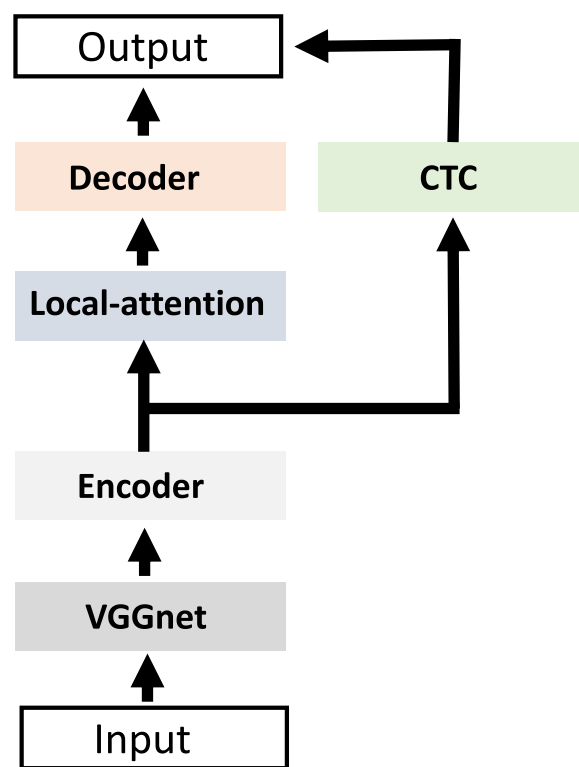 Output
Decoder
CTC
Local-attention
Encoder
VGGnet
Input